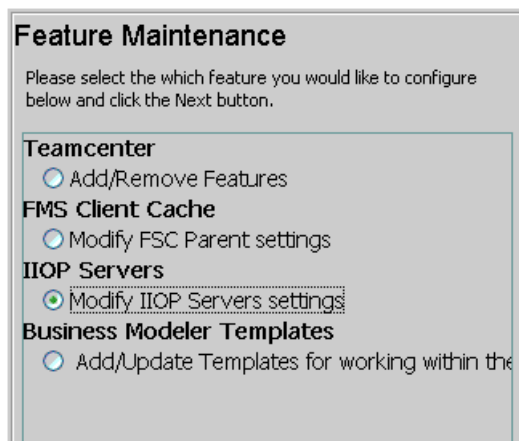 Feature Maintenance
Please select the which feature you would like to configure
below and click the Next button.
Teamcenter
Add/Remove Features
FMS Client Cache
Modify FSC Parent settings
IIOP Servers
Modify IIOP Servers settings
Business Modeler Templates
Add/Update Templates for working within the